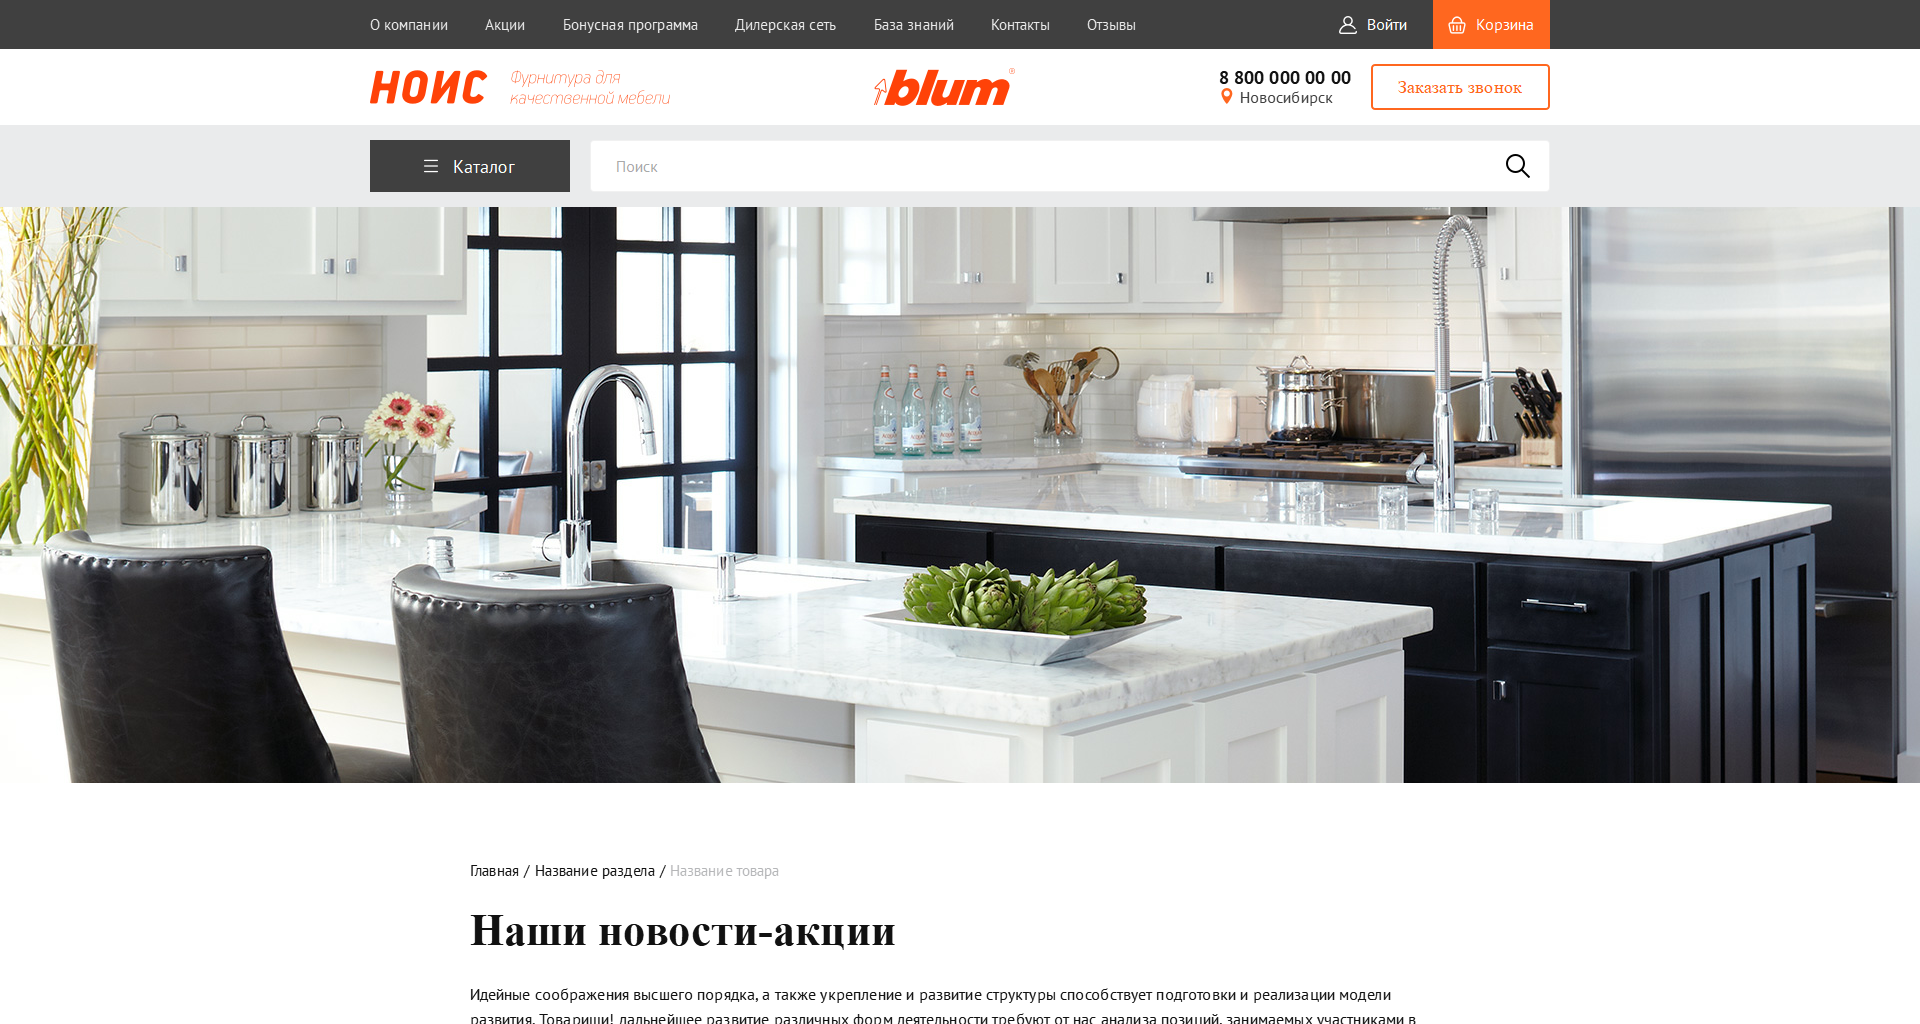 О компании Акции Бонусная программа Дилерская сеть База знаний Контакты Отзывы Войти Корзина
НОИС Фурнитура для качественной мебели
blum®
8 800 000 00 00
Новосибирск
Заказать звонок
Каталог
Поиск
Главная / Название раздела / Название товара
Наши новости-акции
Идейные соображения высшего порядка, а также укрепление и развитие структуры способствует подготовки и реализации модели
развития. Товарищи! дальнейшее развитие различных форм деятельности требуют от нас анализа позиций, занимаемых участниками в